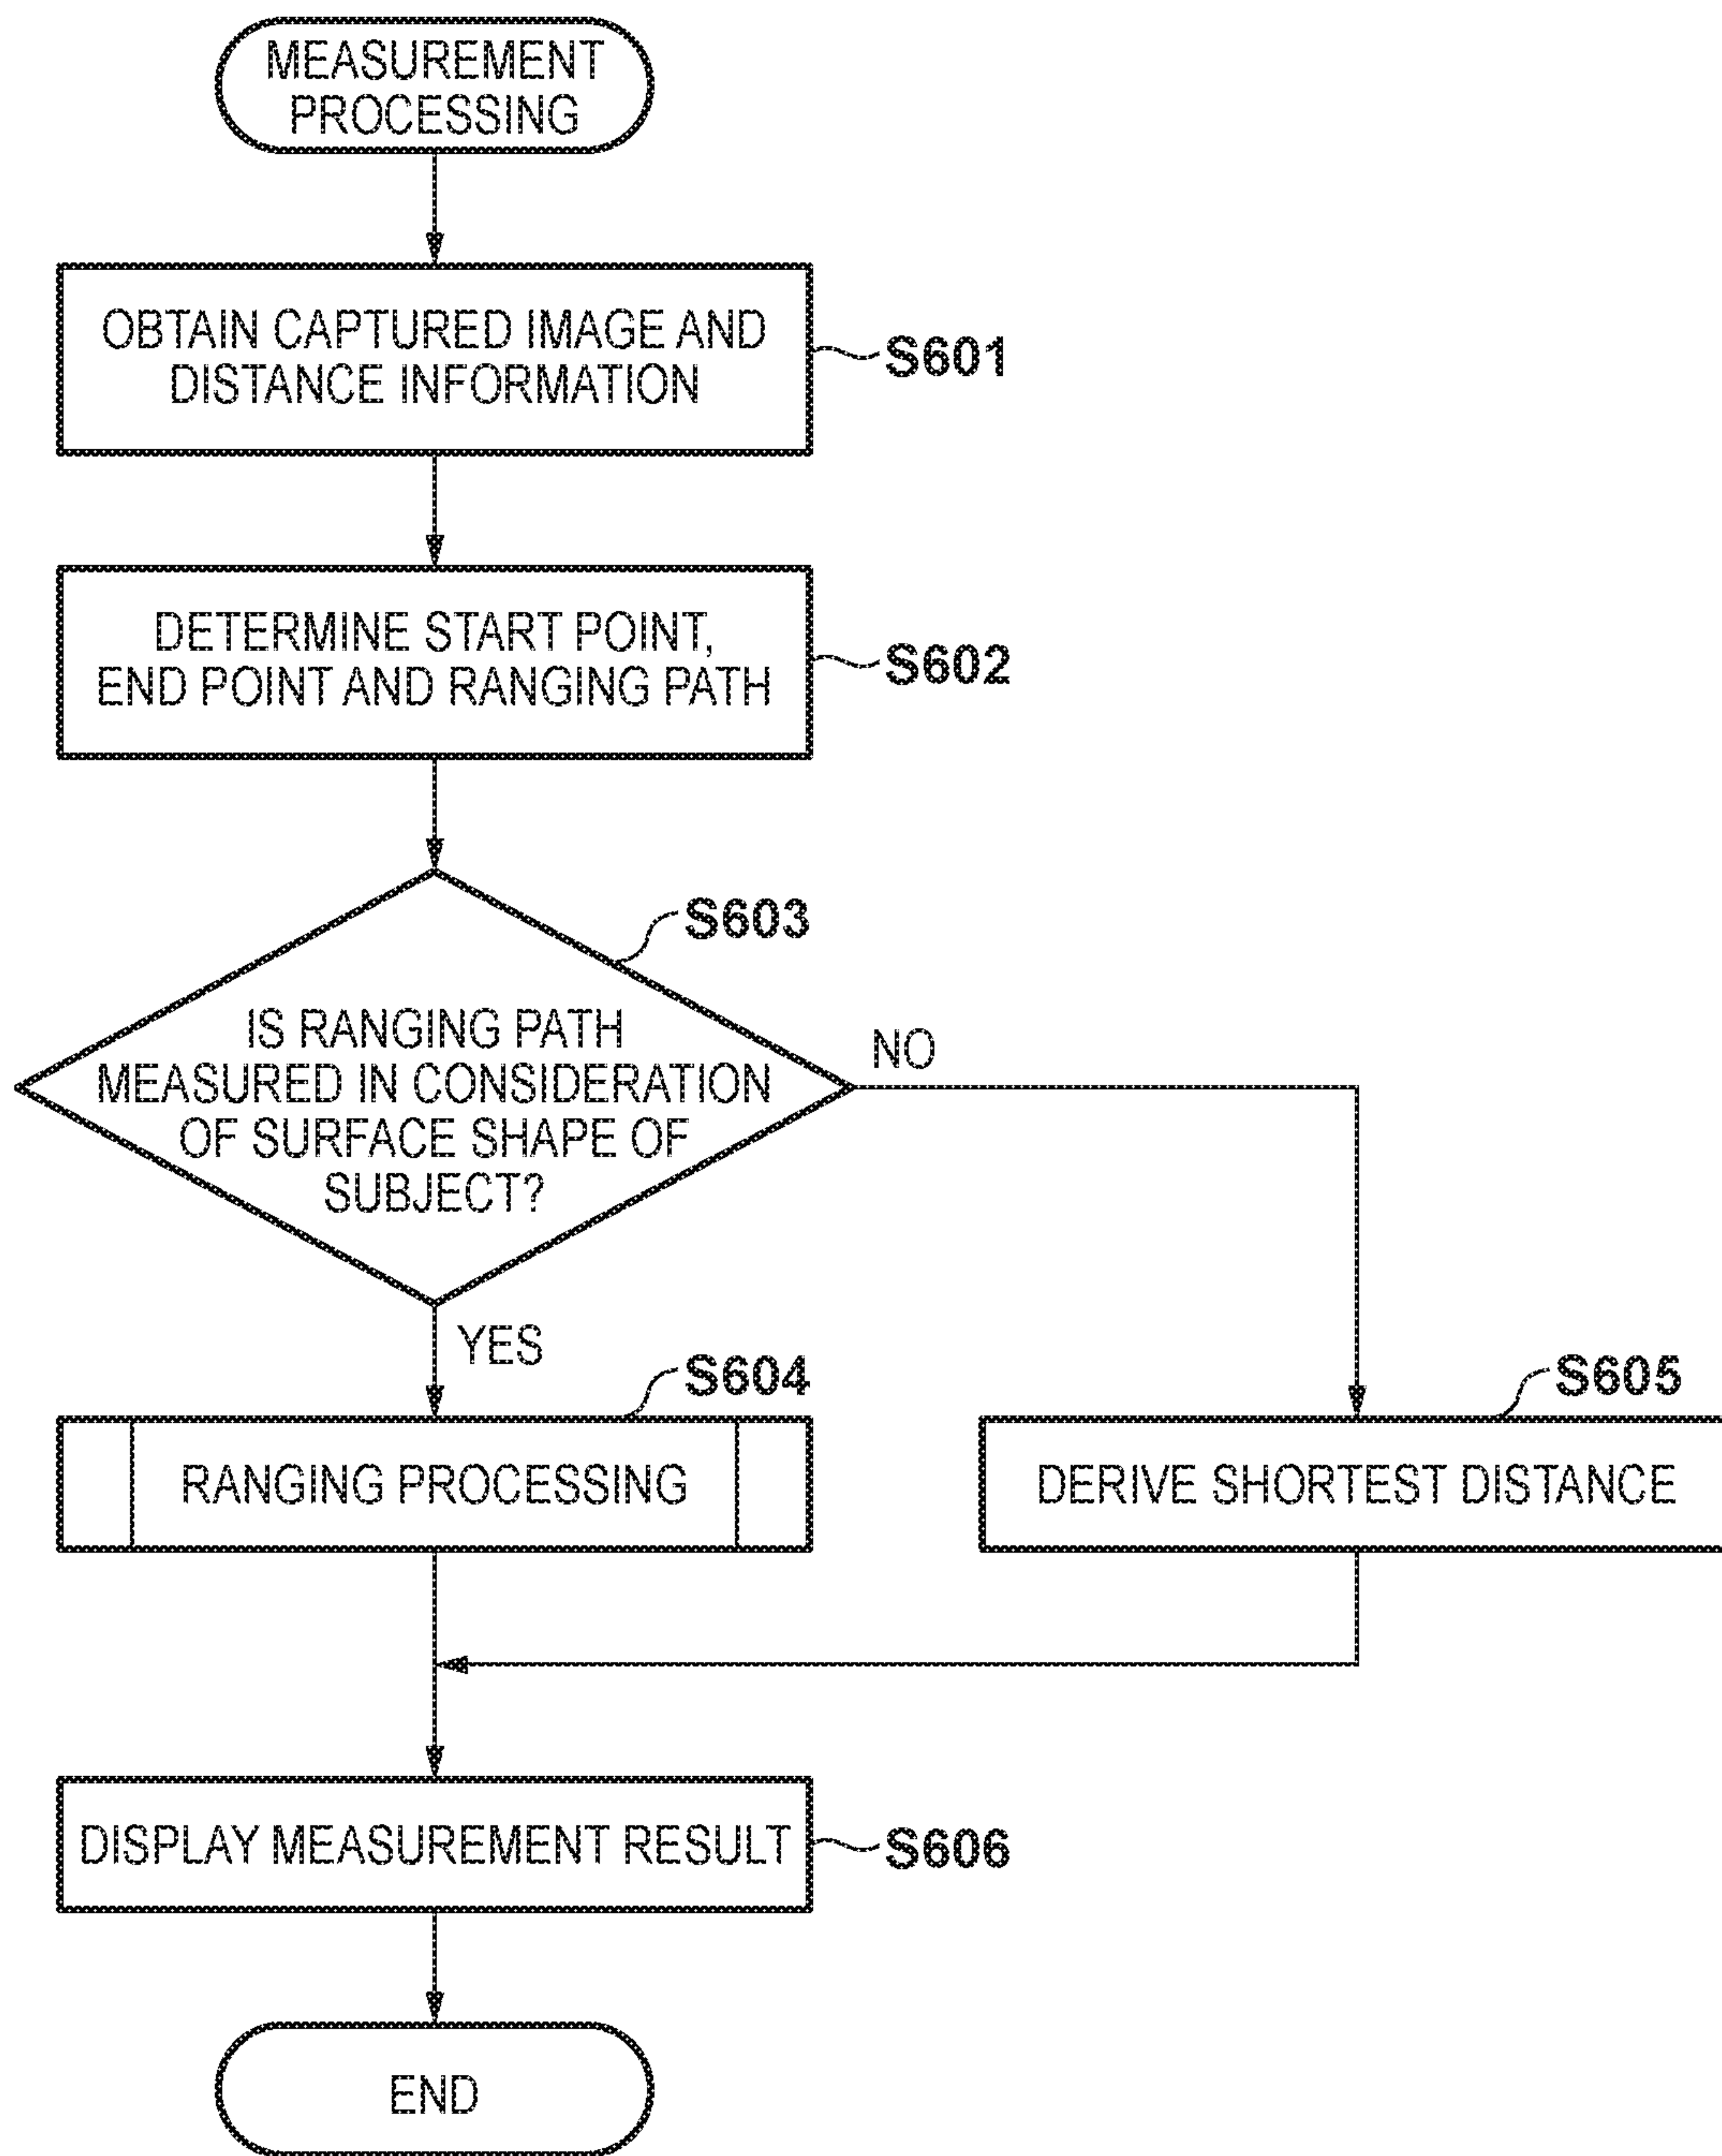 MEASUREMENT
PROCESSING
OBTAIN CAPTURED IMAGE AND
DISTANCE INFORMATION
S601
DETERMINE START POINT,
END POINT AND RANGING PATH
S602
S603
IS RANGING PATH
MEASURED IN CONSIDERATION
OF SURFACE SHAPE OF
SUBJECT?
NO
YES
S604
RANGING PROCESSING
S605
DERIVE SHORTEST DISTANCE
DISPLAY MEASUREMENT RESULT
S606
END